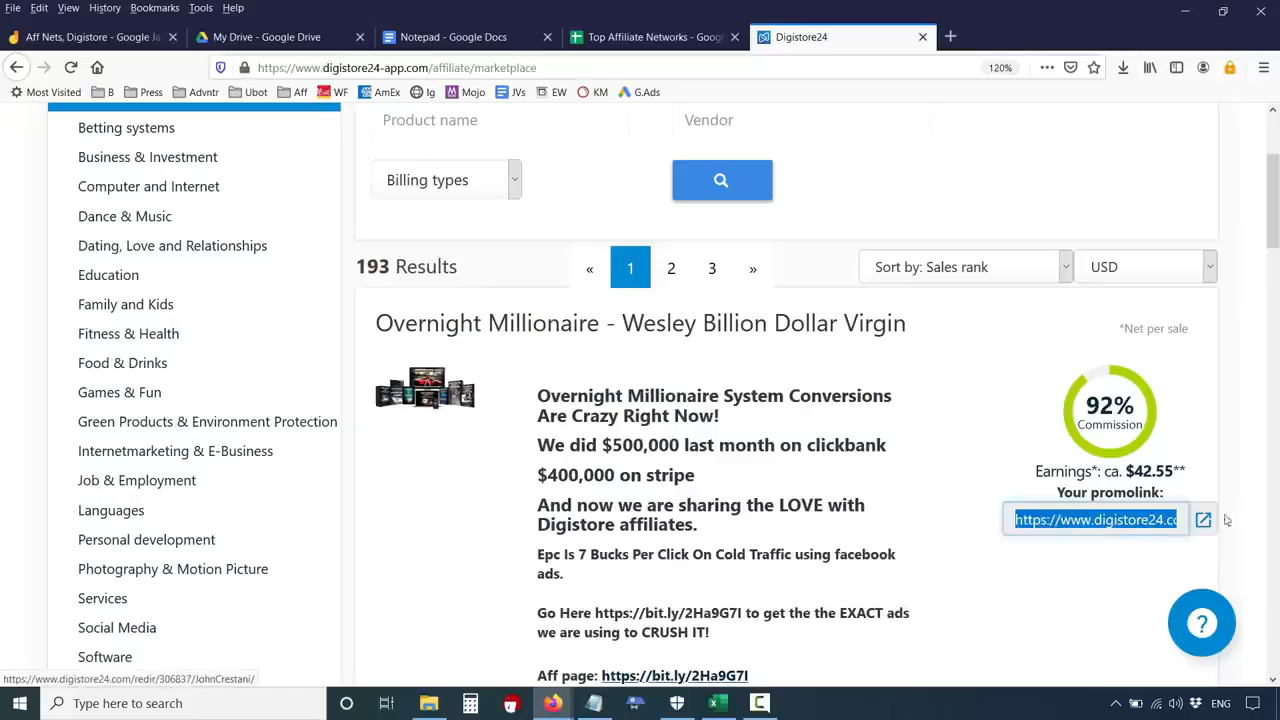 File Edit View History Bookmarks Tools Help
Aff Nets, Digistore - Google Ja
My Drive - Google Drive
Notepad - Google Docs
Top Affiliate Networks - Googl
Digistore24
https://www.digistore24-app.com/affiliate/marketplace
120%
Most Visited B Press Advntr Ubot Aff WF AmEx Ig Mojo JVs EW KM G.Ads
Betting systems
Business & Investment
Computer and Internet
Dance & Music
Dating, Love and Relationships
Education
Family and Kids
Fitness & Health
Food & Drinks
Games & Fun
Green Products & Environment Protection
Internetmarketing & E-Business
Job & Employment
Languages
Personal development
Photography & Motion Picture
Services
Social Media
Software
Product name
Vendor
Billing types
193 Results
« 1 2 3 »
Sort by: Sales rank
USD
Overnight Millionaire - Wesley Billion Dollar Virgin
*Net per sale
Overnight Millionaire System Conversions
Are Crazy Right Now!
We did $500,000 last month on clickbank
$400,000 on stripe
And now we are sharing the LOVE with
Digistore affiliates.
Epc Is 7 Bucks Per Click On Cold Traffic using facebook
ads.
Go Here https://bit.ly/2Ha9G7I to get the the EXACT ads
we are using to CRUSH IT!
Aff page: https://bit.ly/2Ha9G7I
92%
Commission
Earnings*: ca. $42.55**
Your promolink:
https://www.digistore24.co
?
https://www.digistore24.com/redir/306837/JohnCrestani/
Type here to search
ENG